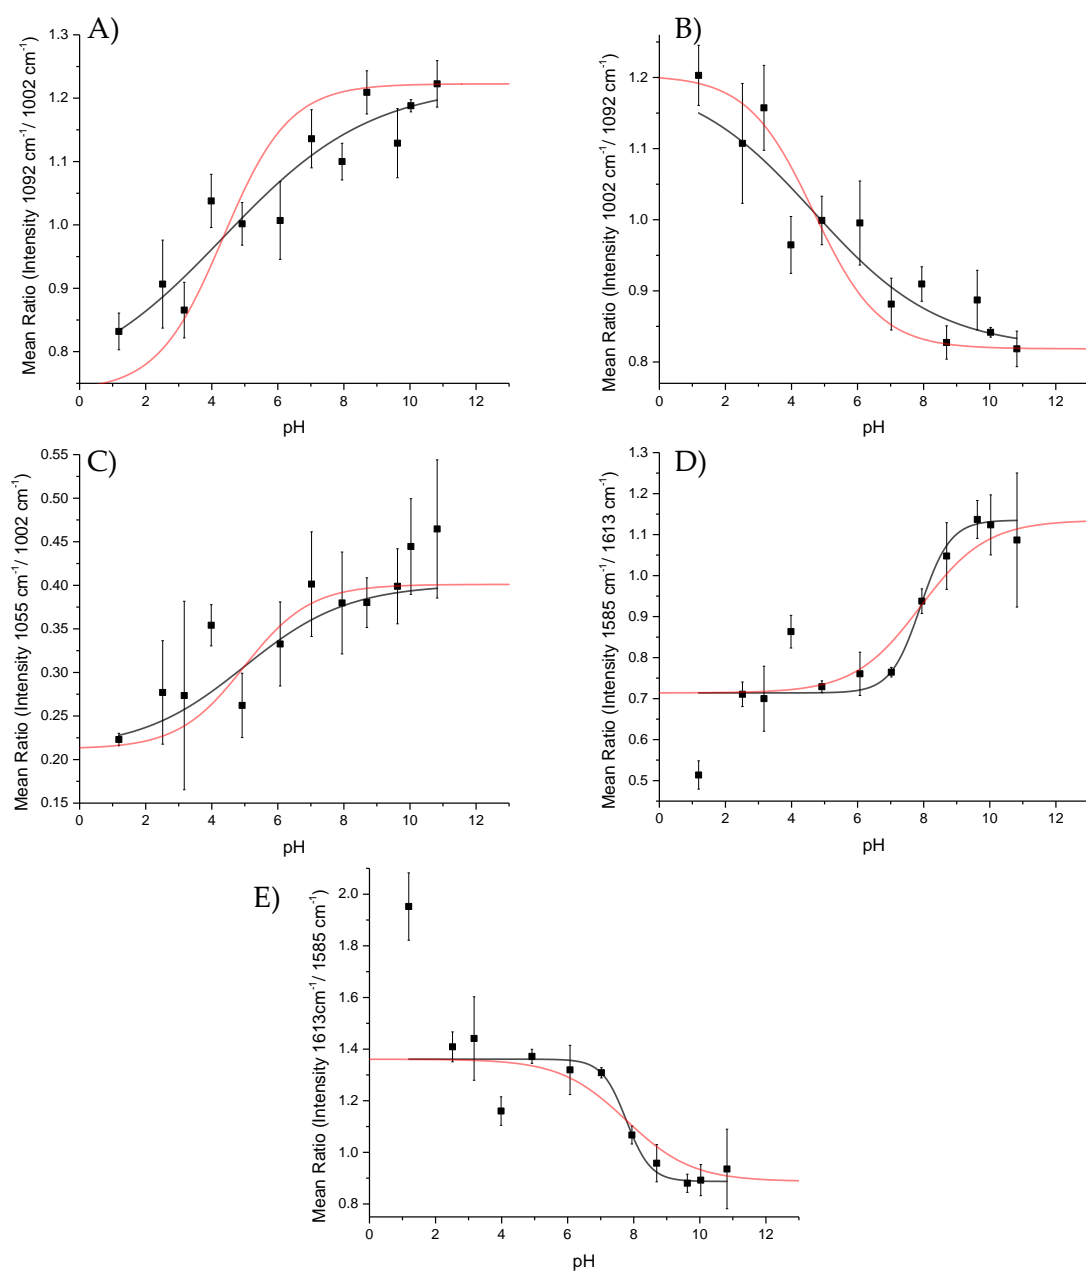 A)
Mean Ratio (Intensity 1092 cm⁻¹/ 1002 cm⁻¹)
1.3
1.2
1.1
1.0
0.9
0.8
0 2 4 6 8 10 12
pH
B)
Mean Ratio (Intensity 1002 cm⁻¹/ 1092 cm⁻¹)
1.2
1.1
1.0
0.9
0.8
0 2 4 6 8 10 12
pH
C)
Mean Ratio (Intensity 1055 cm⁻¹/ 1002 cm⁻¹)
0.55
0.50
0.45
0.40
0.35
0.30
0.25
0.20
0.15
0 2 4 6 8 10 12
pH
D)
Mean Ratio (Intensity 1585 cm⁻¹/ 1613 cm⁻¹)
1.3
1.2
1.1
1.0
0.9
0.8
0.7
0.6
0.5
0 2 4 6 8 10 12
pH
E)
Mean Ratio (Intensity 1613cm⁻¹/ 1585 cm⁻¹)
2.0
1.8
1.6
1.4
1.2
1.0
0.8
0 2 4 6 8 10 12
pH